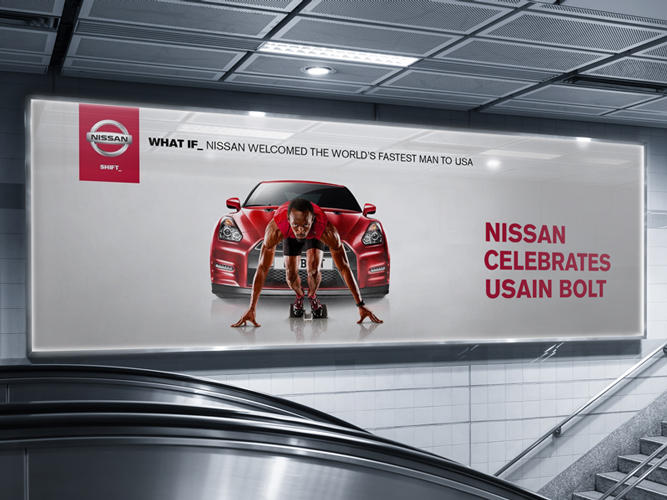 NISSAN
SHIFT_
WHAT IF_ NISSAN WELCOMED THE WORLD'S FASTEST MAN TO USA
NISSAN
CELEBRATES
USAIN BOLT